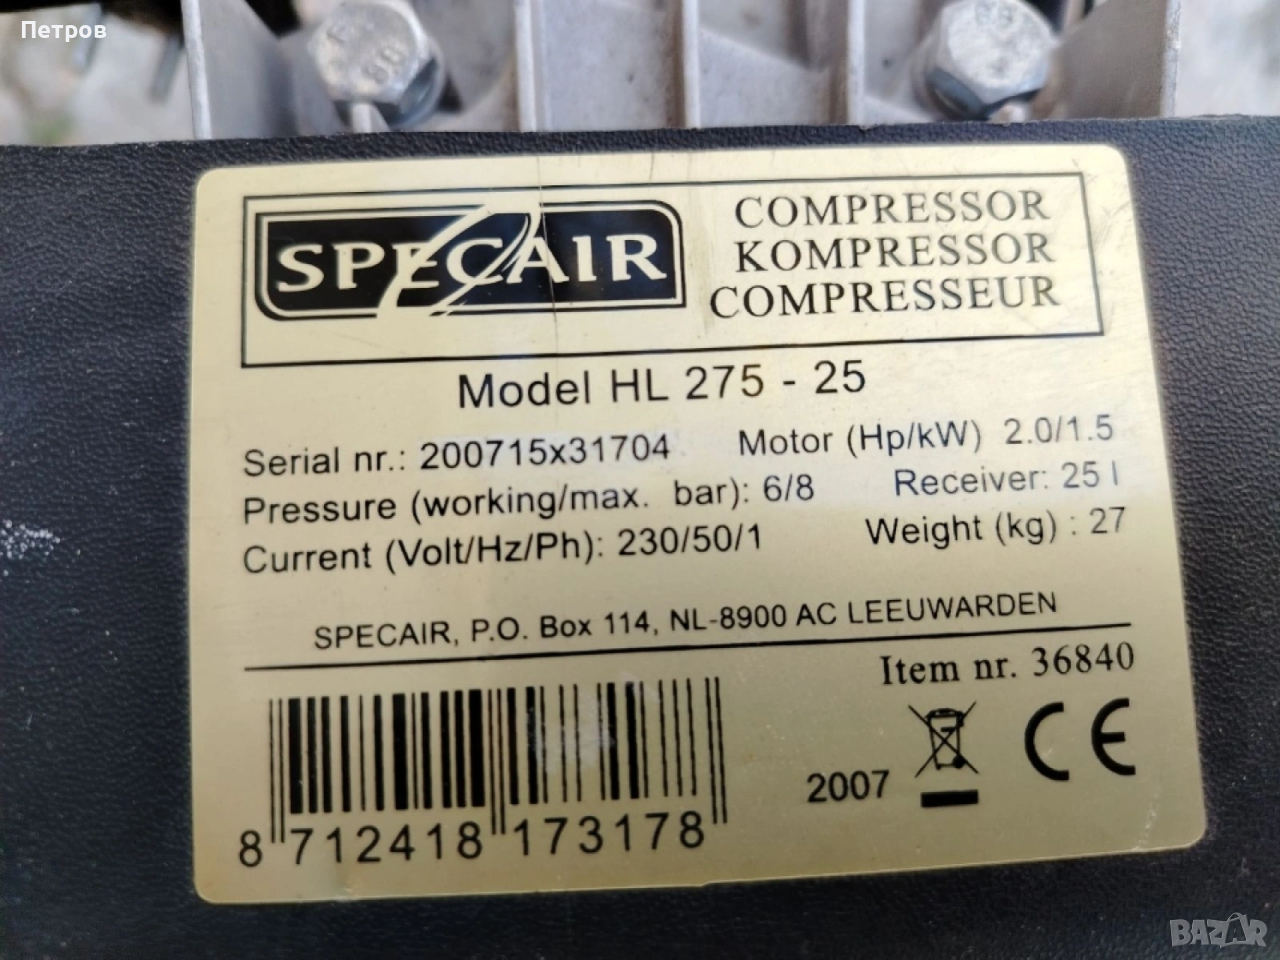 Петров
SPECAIR
COMPRESSOR
KOMPRESSOR
COMPRESSEUR
Model HL 275 - 25
Serial nr.: 200715x31704 Motor (Hp/kW) 2.0/1.5
Pressure (working/max. bar): 6/8 Receiver: 25 l
Current (Volt/Hz/Ph): 230/50/1 Weight (kg) : 27
SPECAIR, P.O. Box 114, NL-8900 AC LEEUWARDEN
Item nr. 36840
2007 CE
8 712418 173178
BAZAR